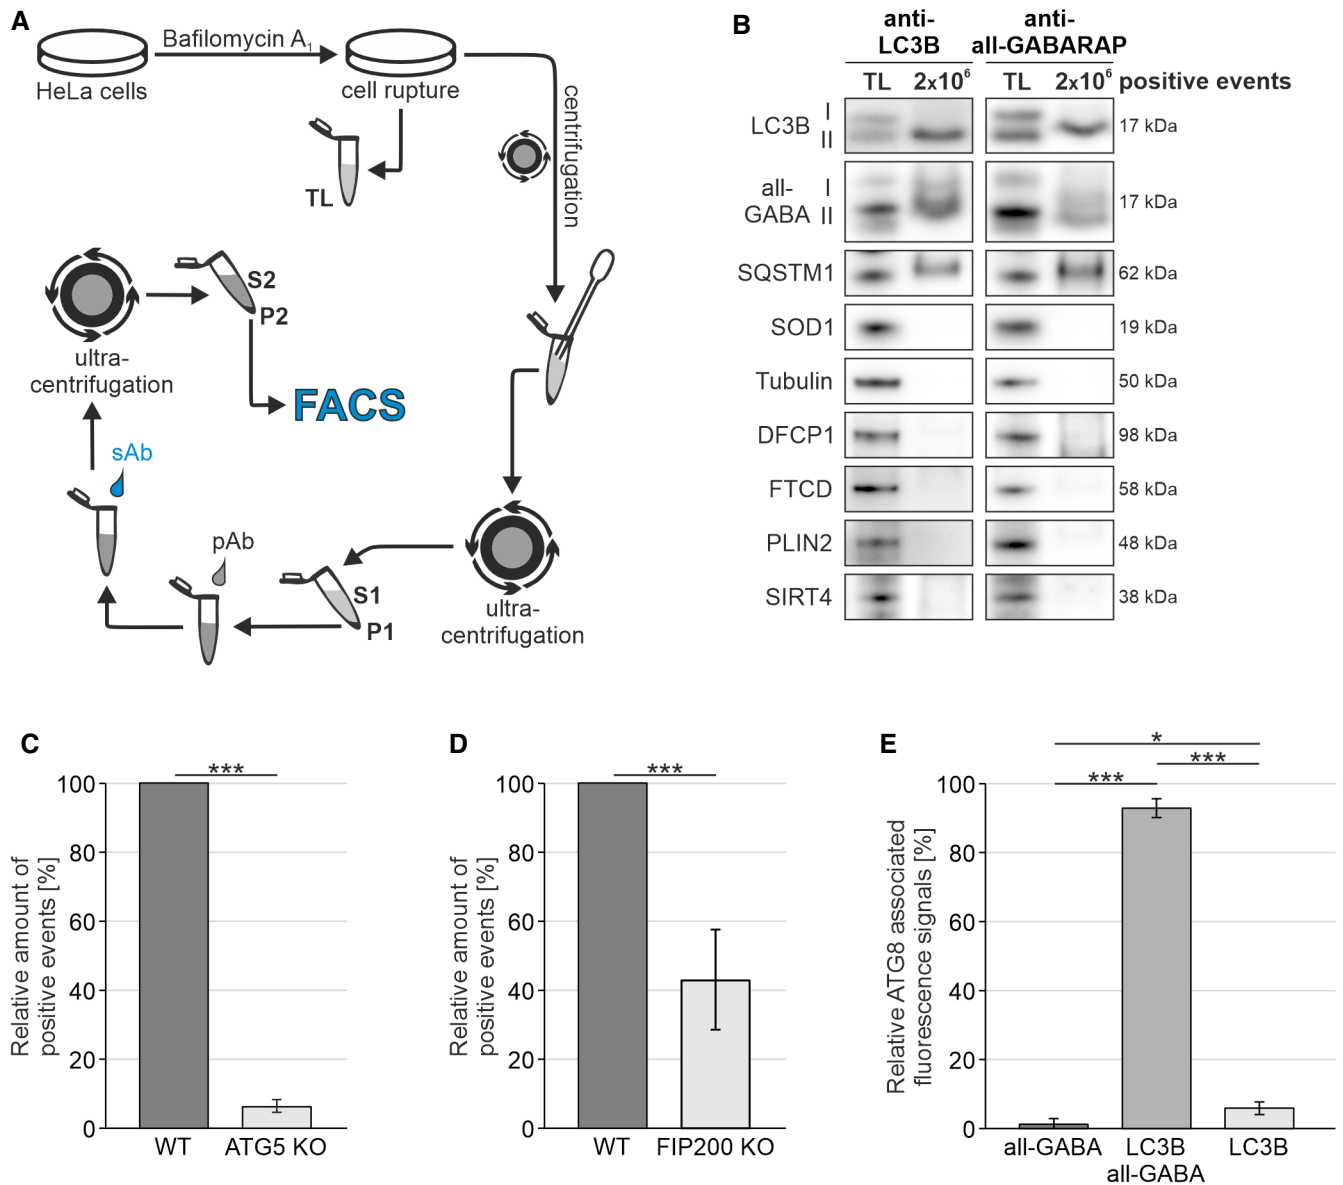 A
Bafilomycin A1
HeLa cells
cell rupture
centrifugation
TL
S2
P2
ultra-
centrifugation
FACS
sAb
pAb
S1
P1
ultra-
centrifugation
B
anti-
LC3B
anti-
all-GABARAP
TL 2x10⁶ TL 2x10⁶ positive events
LC3B I II 17 kDa
all-
GABA I II 17 kDa
SQSTM1 62 kDa
SOD1 19 kDa
Tubulin 50 kDa
DFCP1 98 kDa
FTCD 58 kDa
PLIN2 48 kDa
SIRT4 38 kDa
C
***
Relative amount of
positive events [%]
100
80
60
40
20
0
WT ATG5 KO
D
***
Relative amount of
positive events [%]
100
80
60
40
20
0
WT FIP200 KO
E
*
***
***
Relative ATG8 associated
fluorescence signals [%]
100
80
60
40
20
0
all-GABA LC3B LC3B
all-GABA